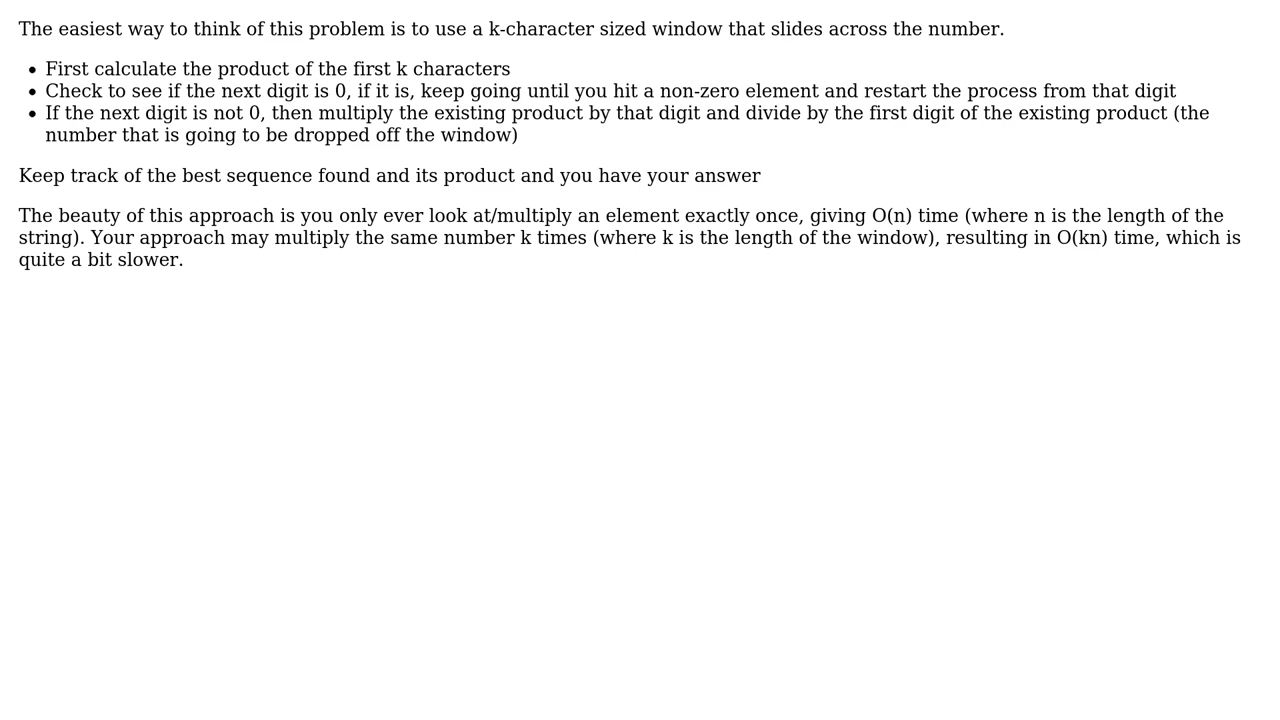 The easiest way to think of this problem is to use a k-character sized window that slides across the number.
• First calculate the product of the first k characters
• Check to see if the next digit is 0, if it is, keep going until you hit a non-zero element and restart the process from that digit
• If the next digit is not 0, then multiply the existing product by that digit and divide by the first digit of the existing product (the
number that is going to be dropped off the window)
Keep track of the best sequence found and its product and you have your answer
The beauty of this approach is you only ever look at/multiply an element exactly once, giving O(n) time (where n is the length of the
string). Your approach may multiply the same number k times (where k is the length of the window), resulting in O(kn) time, which is
quite a bit slower.